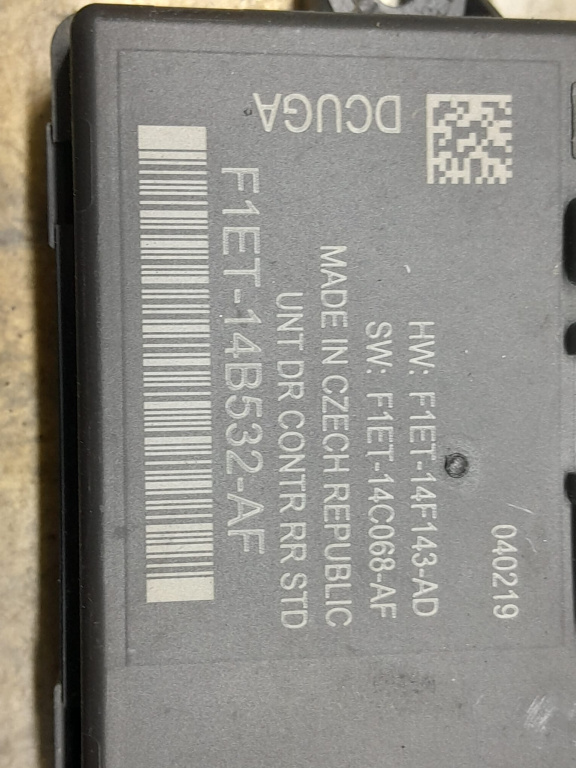 040219
HW: F1ET-14F143-AD
SW: F1ET-14C068-AF
MADE IN CZECH REPUBLIC
UNT DR CONTR RR STD
F1ET-14B532-AF
DCUGA